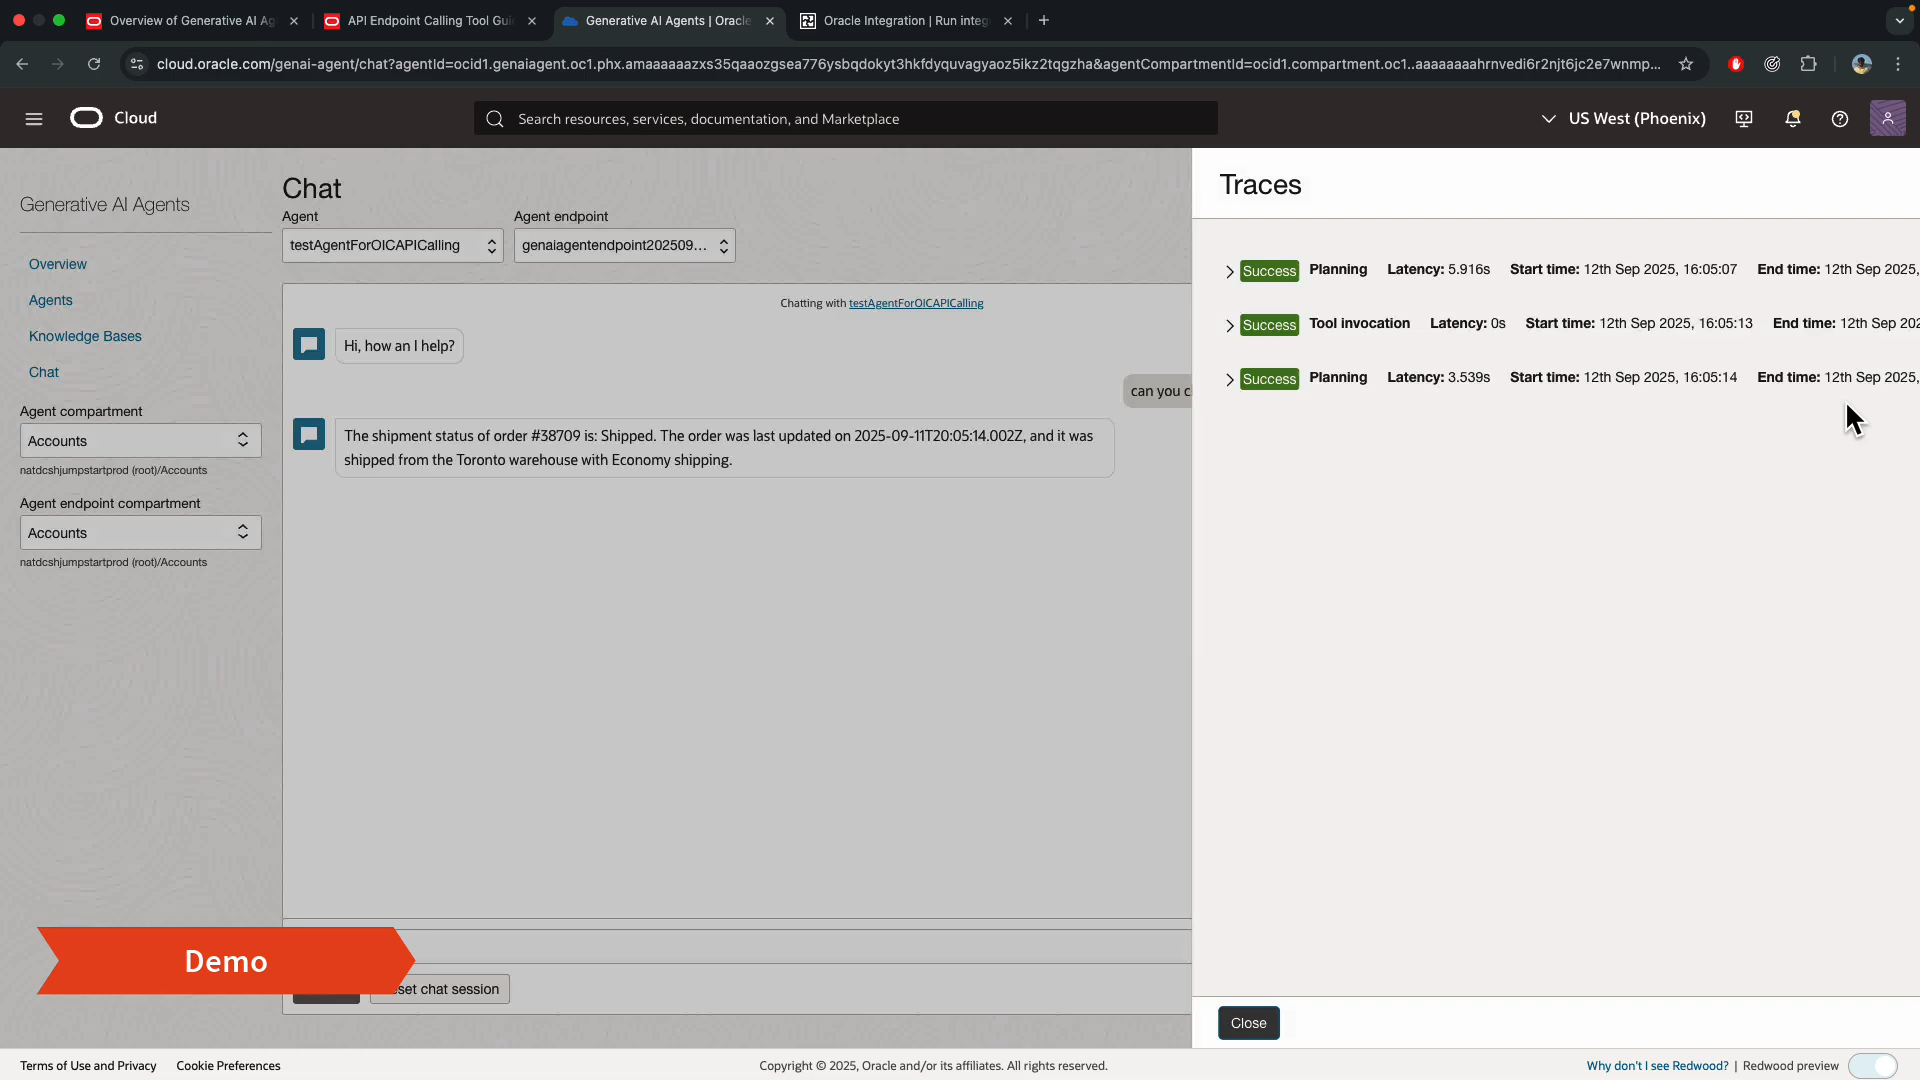 Overview of Generative AI Ag
API Endpoint Calling Tool Gui
Generative AI Agents | Oracle
Oracle Integration | Run integ
cloud.oracle.com/genai-agent/chat?agentId=ocid1.genaiagent.oc1.phx.amaaaaaazxs35qaaozgsea776ysbqdokyt3hkfdyquvagyaoz5ikz2tqgzha&agentCompartmentId=ocid1.compartment.oc1..aaaaaaaahrnvedi6r2njt6jc2e7wnmp...
Cloud
Search resources, services, documentation, and Marketplace
US West (Phoenix)
Generative AI Agents
Overview
Agents
Knowledge Bases
Chat
Agent compartment
Accounts
natdcshjumpstartprod (root)/Accounts
Agent endpoint compartment
Accounts
natdcshjumpstartprod (root)/Accounts
Chat
Agent
Agent endpoint
testAgentForOICAPICalling
genaiagentendpoint202509...
Chatting with testAgentForOICAPICalling
Hi, how an I help?
can you c
The shipment status of order #38709 is: Shipped. The order was last updated on 2025-09-11T20:05:14.002Z, and it was
shipped from the Toronto warehouse with Economy shipping.
set chat session
Demo
Traces
Success Planning Latency: 5.916s Start time: 12th Sep 2025, 16:05:07 End time: 12th Sep 2025,
Success Tool invocation Latency: 0s Start time: 12th Sep 2025, 16:05:13 End time: 12th Sep 202
Success Planning Latency: 3.539s Start time: 12th Sep 2025, 16:05:14 End time: 12th Sep 2025,
Close
Terms of Use and Privacy
Cookie Preferences
Copyright © 2025, Oracle and/or its affiliates. All rights reserved.
Why don't I see Redwood? | Redwood preview